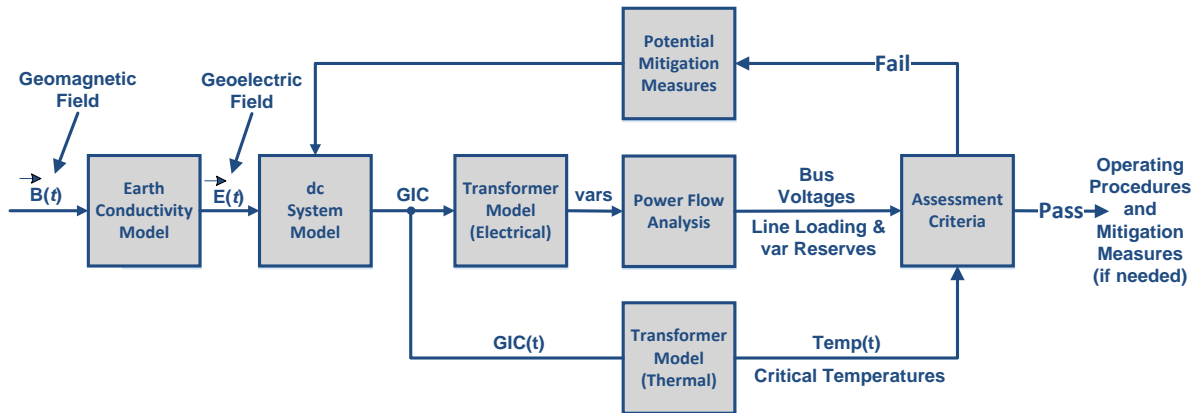 Potential
Mitigation
Measures
Fail
Geomagnetic
Field
Geoelectric
Field
B(t)
Earth
Conductivity
Model
E(t)
dc
System
Model
GIC
Transformer
Model
(Electrical)
vars
Power Flow
Analysis
Bus
Voltages
Line Loading &
var Reserves
Assessment
Criteria
Pass
Operating
Procedures
and
Mitigation
Measures
(if needed)
GIC(t)
Transformer
Model
(Thermal)
Temp(t)
Critical Temperatures